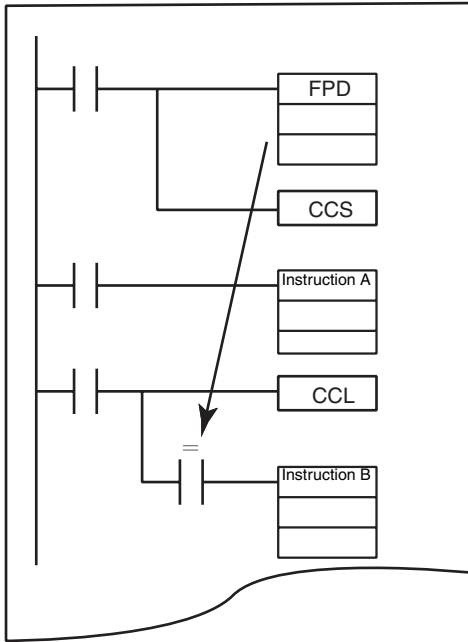 FPD
CCS
Instruction A
CCL
=
Instruction B